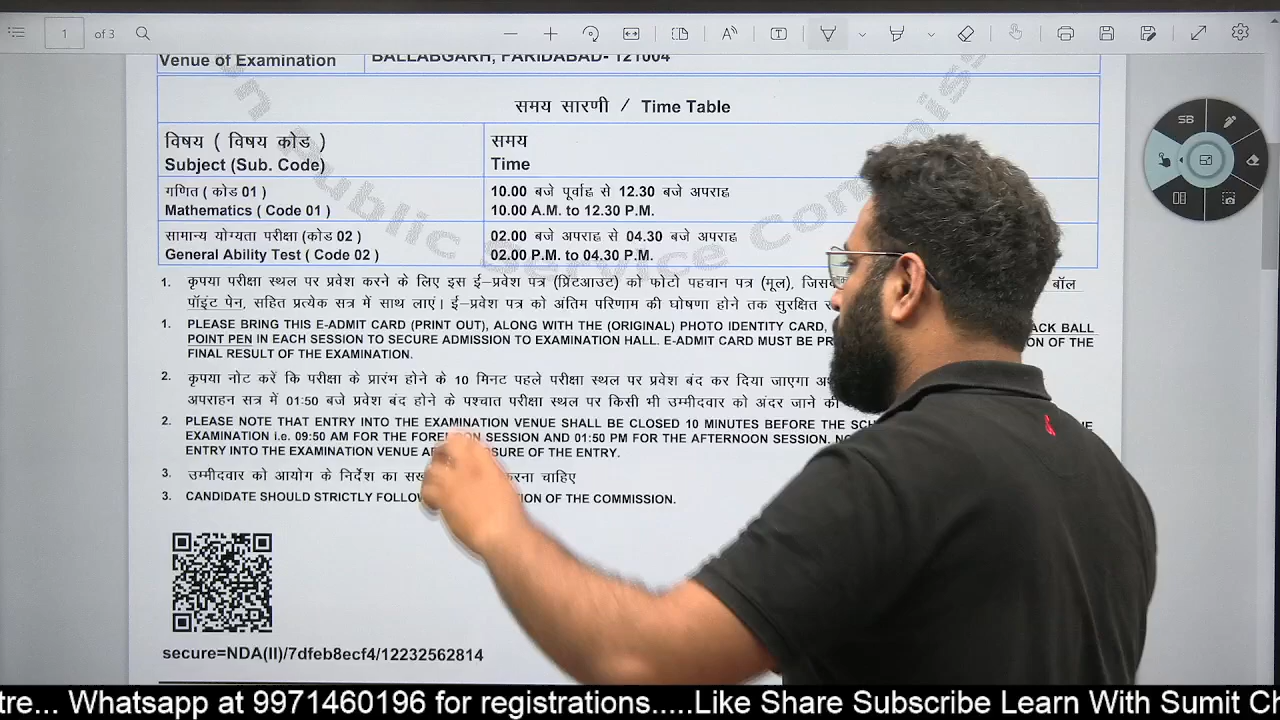 1 of 3
Venue of Examination BALLABGARH, FARIDABAD- 121004
समय सारणी / Time Table
विषय ( विषय कोड ) समय
Subject (Sub. Code) Time
गणित ( कोड 01 ) 10.00 बजे पूर्वाह्न से 12.30 बजे अपराह्न
Mathematics ( Code 01 ) 10.00 A.M. to 12.30 P.M.
सामान्य योग्यता परीक्षा (कोड 02 ) 02.00 बजे अपराह्न से 04.30 बजे अपराह्न
General Ability Test ( Code 02 ) 02.00 P.M. to 04.30 P.M.
1. कृपया परीक्षा स्थल पर प्रवेश करने के लिए इस ई–प्रवेश पत्र (प्रिंटआउट) को फोटो पहचान पत्र (मूल), बॉल
पॉइंट पेन, सहित प्रत्येक सत्र में साथ लाएं। ई–प्रवेश पत्र को अंतिम परिणाम की घोषणा होने तक सुरक्षित
1. PLEASE BRING THIS E-ADMIT CARD (PRINT OUT), ALONG WITH THE (ORIGINAL) PHOTO IDENTITY CARD, BALL
POINT PEN IN EACH SESSION TO SECURE ADMISSION TO EXAMINATION HALL. E-ADMIT CARD MUST BE OF THE
FINAL RESULT OF THE EXAMINATION.
2. कृपया नोट करें कि परीक्षा के प्रारंभ होने के 10 मिनट पहले परीक्षा स्थल पर प्रवेश बंद कर दिया जाएगा
अपराहन सत्र में 01:50 बजे प्रवेश बंद होने के पश्चात परीक्षा स्थल पर किसी भी उम्मीदवार को अंदर जाने की
2. PLEASE NOTE THAT ENTRY INTO THE EXAMINATION VENUE SHALL BE CLOSED 10 MINUTES BEFORE THE
EXAMINATION i.e. 09:50 AM FOR THE SESSION AND 01:50 PM FOR THE AFTERNOON SESSION.
ENTRY INTO THE EXAMINATION VENUE OF THE ENTRY.
3. उम्मीदवार को आयोग के निर्देश का करना चाहिए
3. CANDIDATE SHOULD STRICTLY OF THE COMMISSION.
secure=NDA(II)/7dfeb8ecf4/12232562814
Public Service
SB
tre... Whatsapp at 9971460196 for registrations.....Like Share Subscribe Learn With Sumit